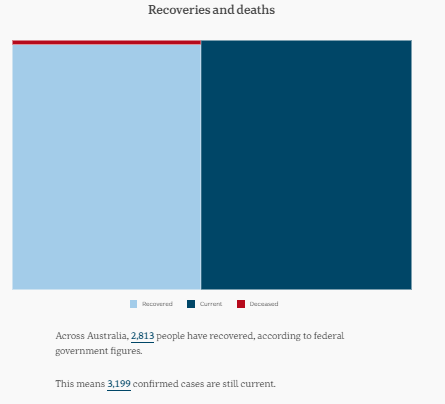 Recoveries and deaths
Recovered Current Deceased
Across Australia, 2,813 people have recovered, according to federal
government figures.
This means 3,199 confirmed cases are still current.